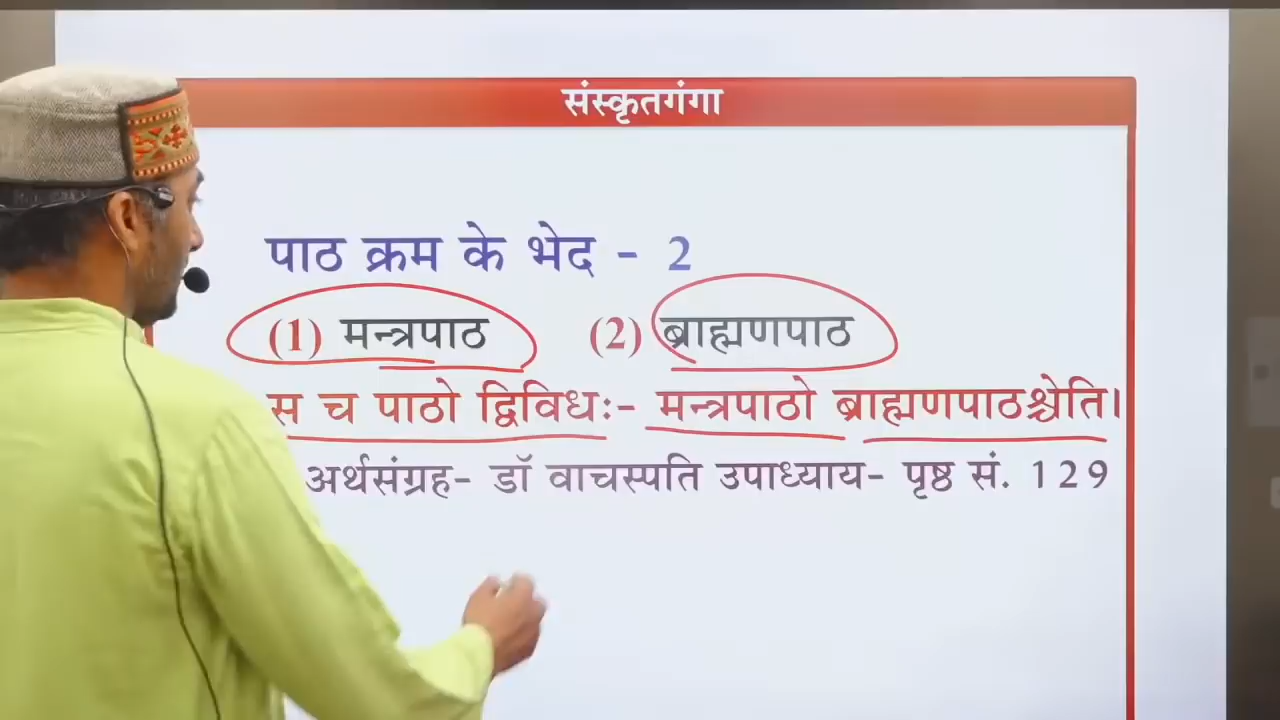 संस्कृतगंगा
पाठ क्रम के भेद - 2
(1) मन्त्रपाठ (2) ब्राह्मणपाठ
स च पाठो द्विविधः- मन्त्रपाठो ब्राह्मणपाठश्चेति।
अर्थसंग्रह- डॉ वाचस्पति उपाध्याय- पृष्ठ सं. 129